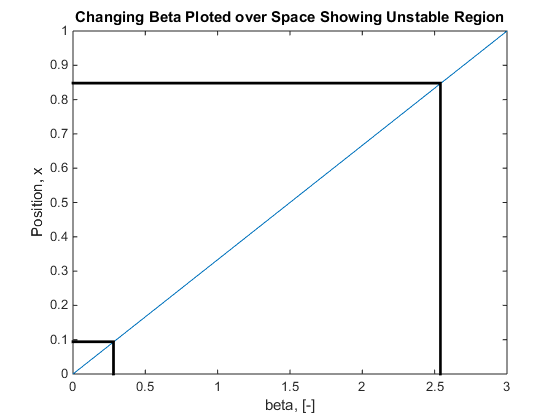 Changing Beta Ploted over Space Showing Unstable Region
1
0.9
0.8
0.7
0.6
0.5
0.4
0.3
0.2
0.1
0
Position, x
0 0.5 1 1.5 2 2.5 3
beta, [-]